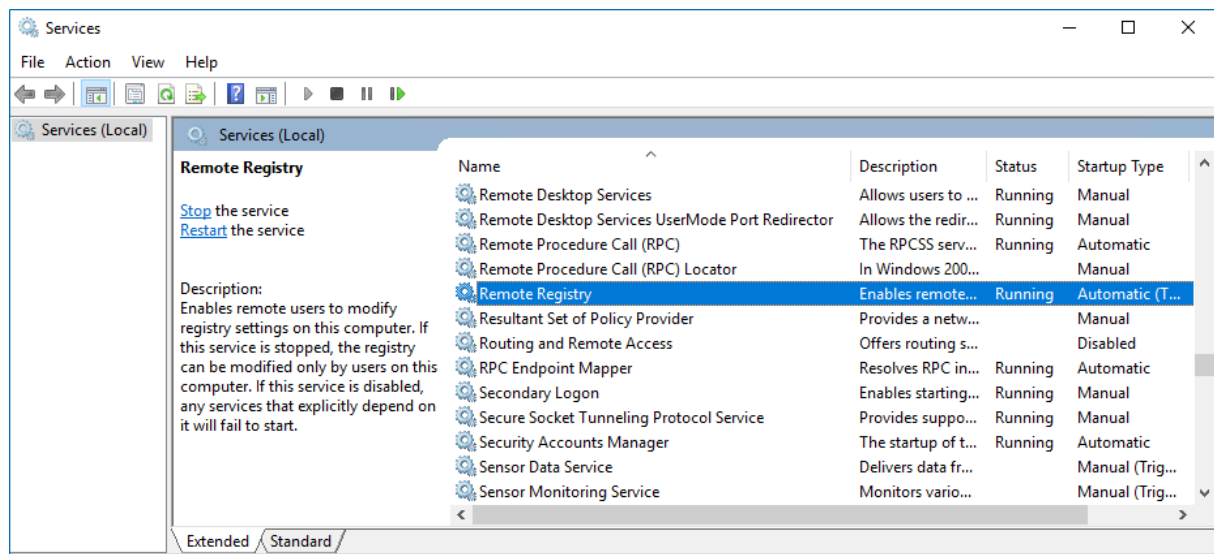 Services
File Action View Help
Services (Local)
Services (Local)
Remote Registry
Stop the service
Restart the service
Description:
Enables remote users to modify
registry settings on this computer. If
this service is stopped, the registry
can be modified only by users on this
computer. If this service is disabled,
any services that explicitly depend on
it will fail to start.
Name Description Status Startup Type
Remote Desktop Services Allows users to ... Running Manual
Remote Desktop Services UserMode Port Redirector Allows the redir... Running Manual
Remote Procedure Call (RPC) The RPCSS serv... Running Automatic
Remote Procedure Call (RPC) Locator In Windows 200... Manual
Remote Registry Enables remote... Running Automatic (T...
Resultant Set of Policy Provider Provides a netw... Manual
Routing and Remote Access Offers routing s... Disabled
RPC Endpoint Mapper Resolves RPC in... Running Automatic
Secondary Logon Enables starting... Running Manual
Secure Socket Tunneling Protocol Service Provides suppo... Running Manual
Security Accounts Manager The startup of t... Running Automatic
Sensor Data Service Delivers data fr... Manual (Trig...
Sensor Monitoring Service Monitors vario... Manual (Trig...
Extended Standard